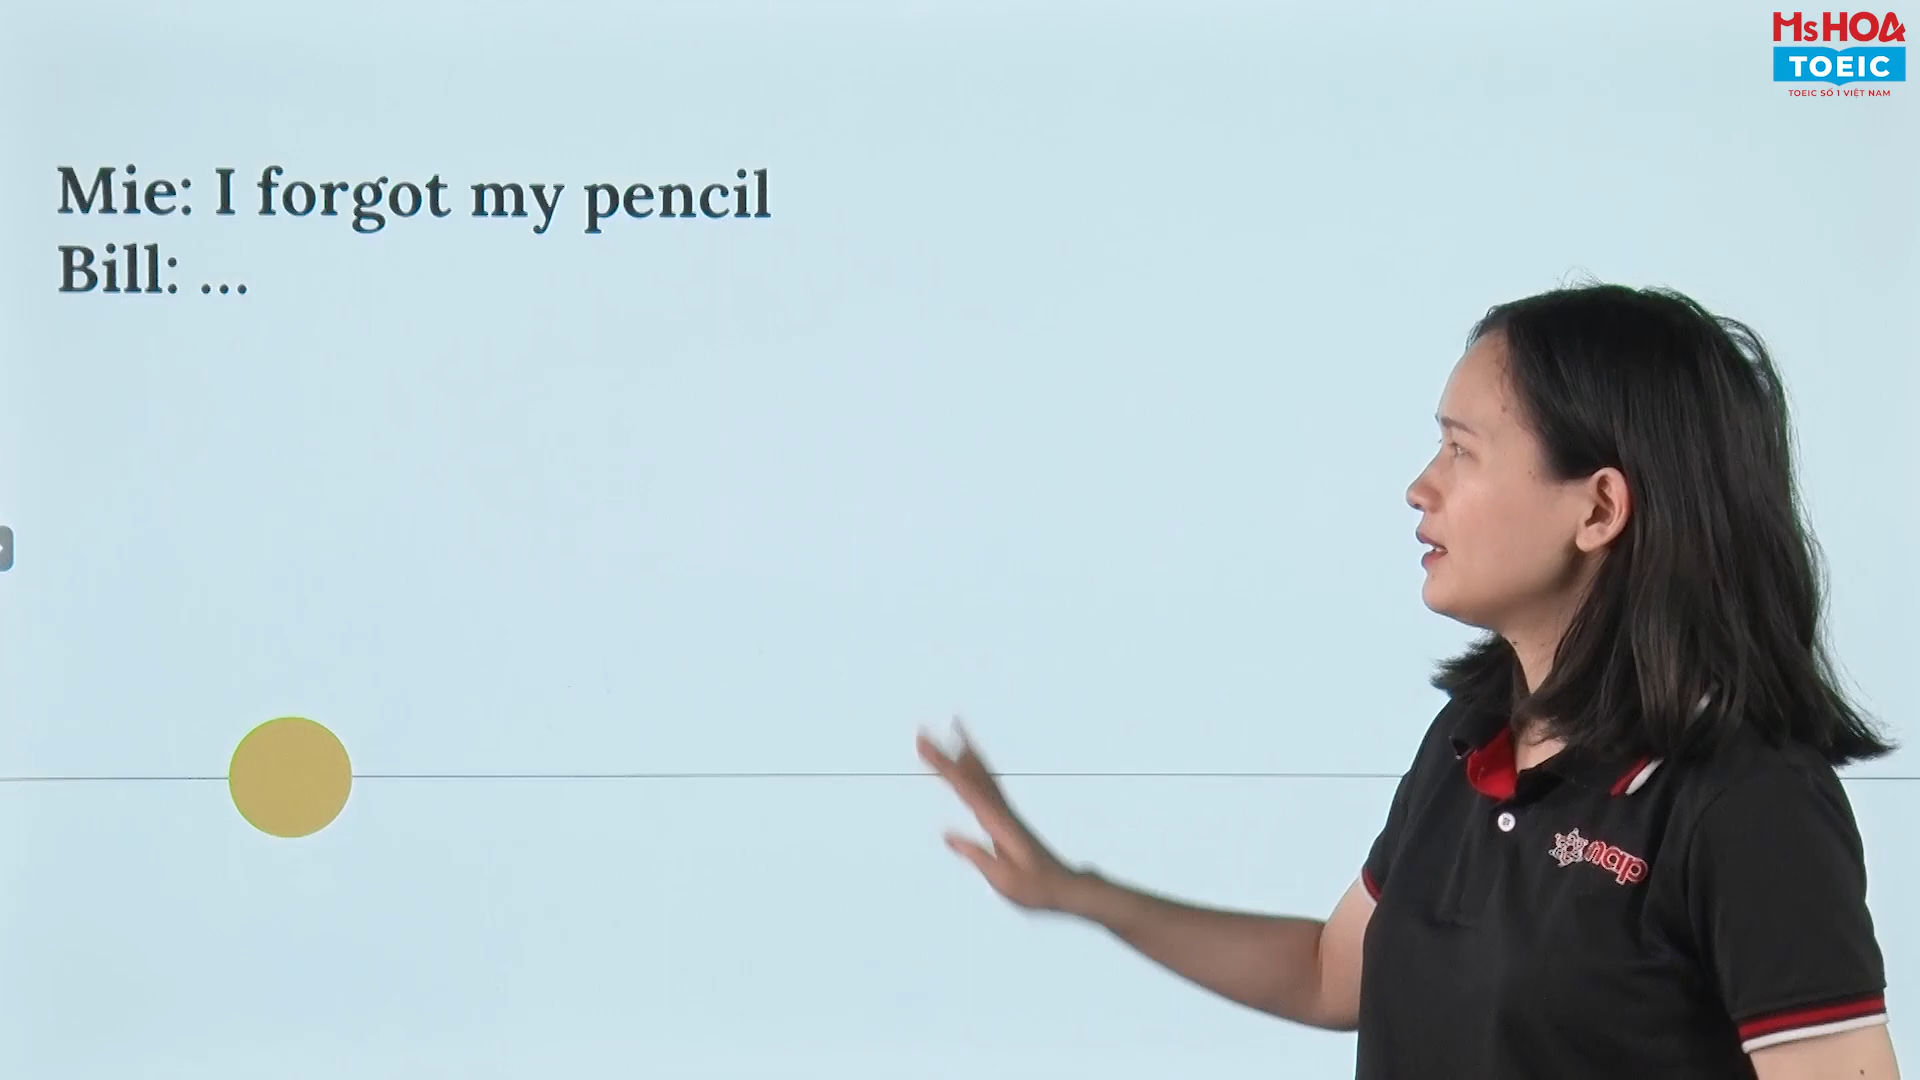 MsHOA
TOEIC
TOEIC SỐ 1 VIỆT NAM
Mie: I forgot my pencil
Bill: ...
nap